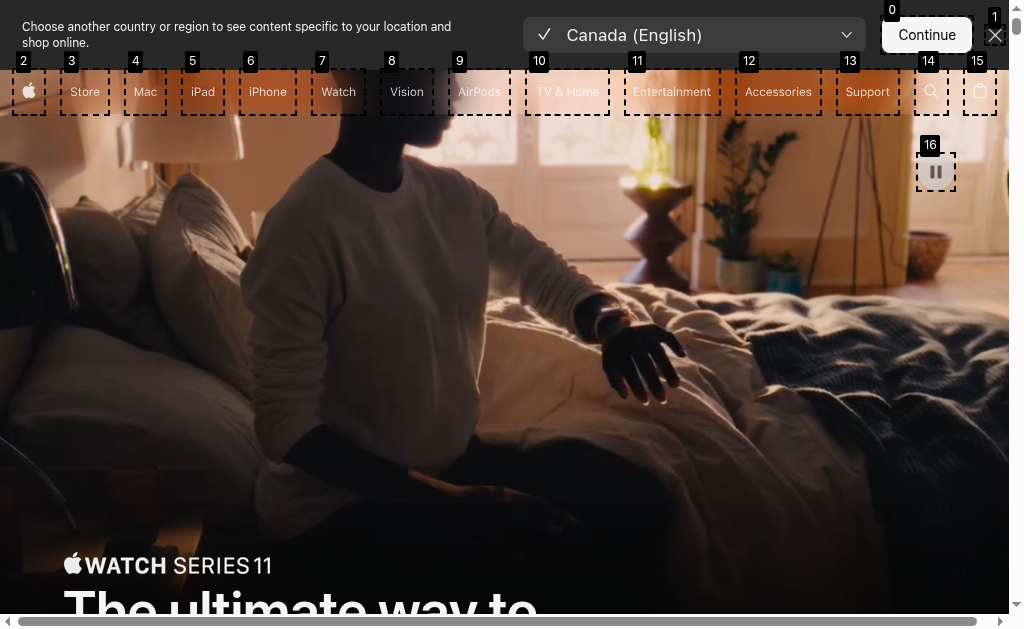 Choose another country or region to see content specific to your location and
shop online.
Canada (English)
Continue
0
1
2
3
4
5
6
7
8
9
10
11
12
13
14
15
Store
Mac
iPad
iPhone
Watch
Vision
AirPods
TV & Home
Entertainment
Accessories
Support
16
WATCH SERIES 11
The ultimate way to